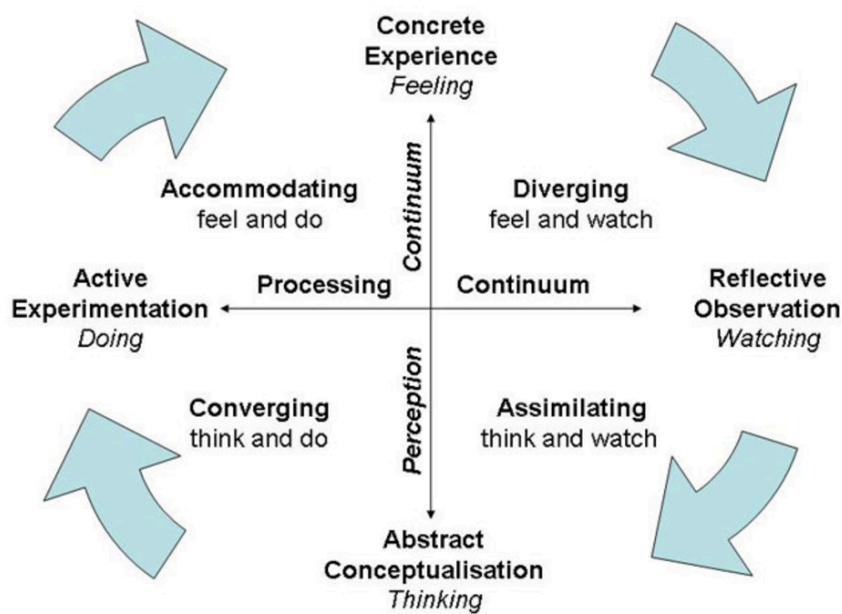 Concrete
Experience
Feeling
Continuum
Accommodating
feel and do
Diverging
feel and watch
Active
Experimentation
Doing
Processing
Continuum
Reflective
Observation
Watching
Perception
Converging
think and do
Assimilating
think and watch
Abstract
Conceptualisation
Thinking